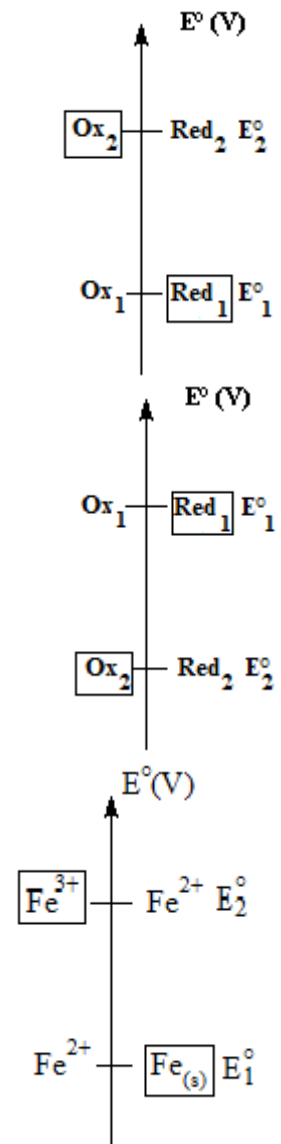 E° (V)
Ox₂ Red₂ E°₂
Ox₁ Red₁ E°₁
E° (V)
Ox₁ Red₁ E°₁
Ox₂ Red₂ E°₂
E°(V)
Fe³⁺ Fe²⁺ E°₂
Fe²⁺ Fe₍s₎ E°₁